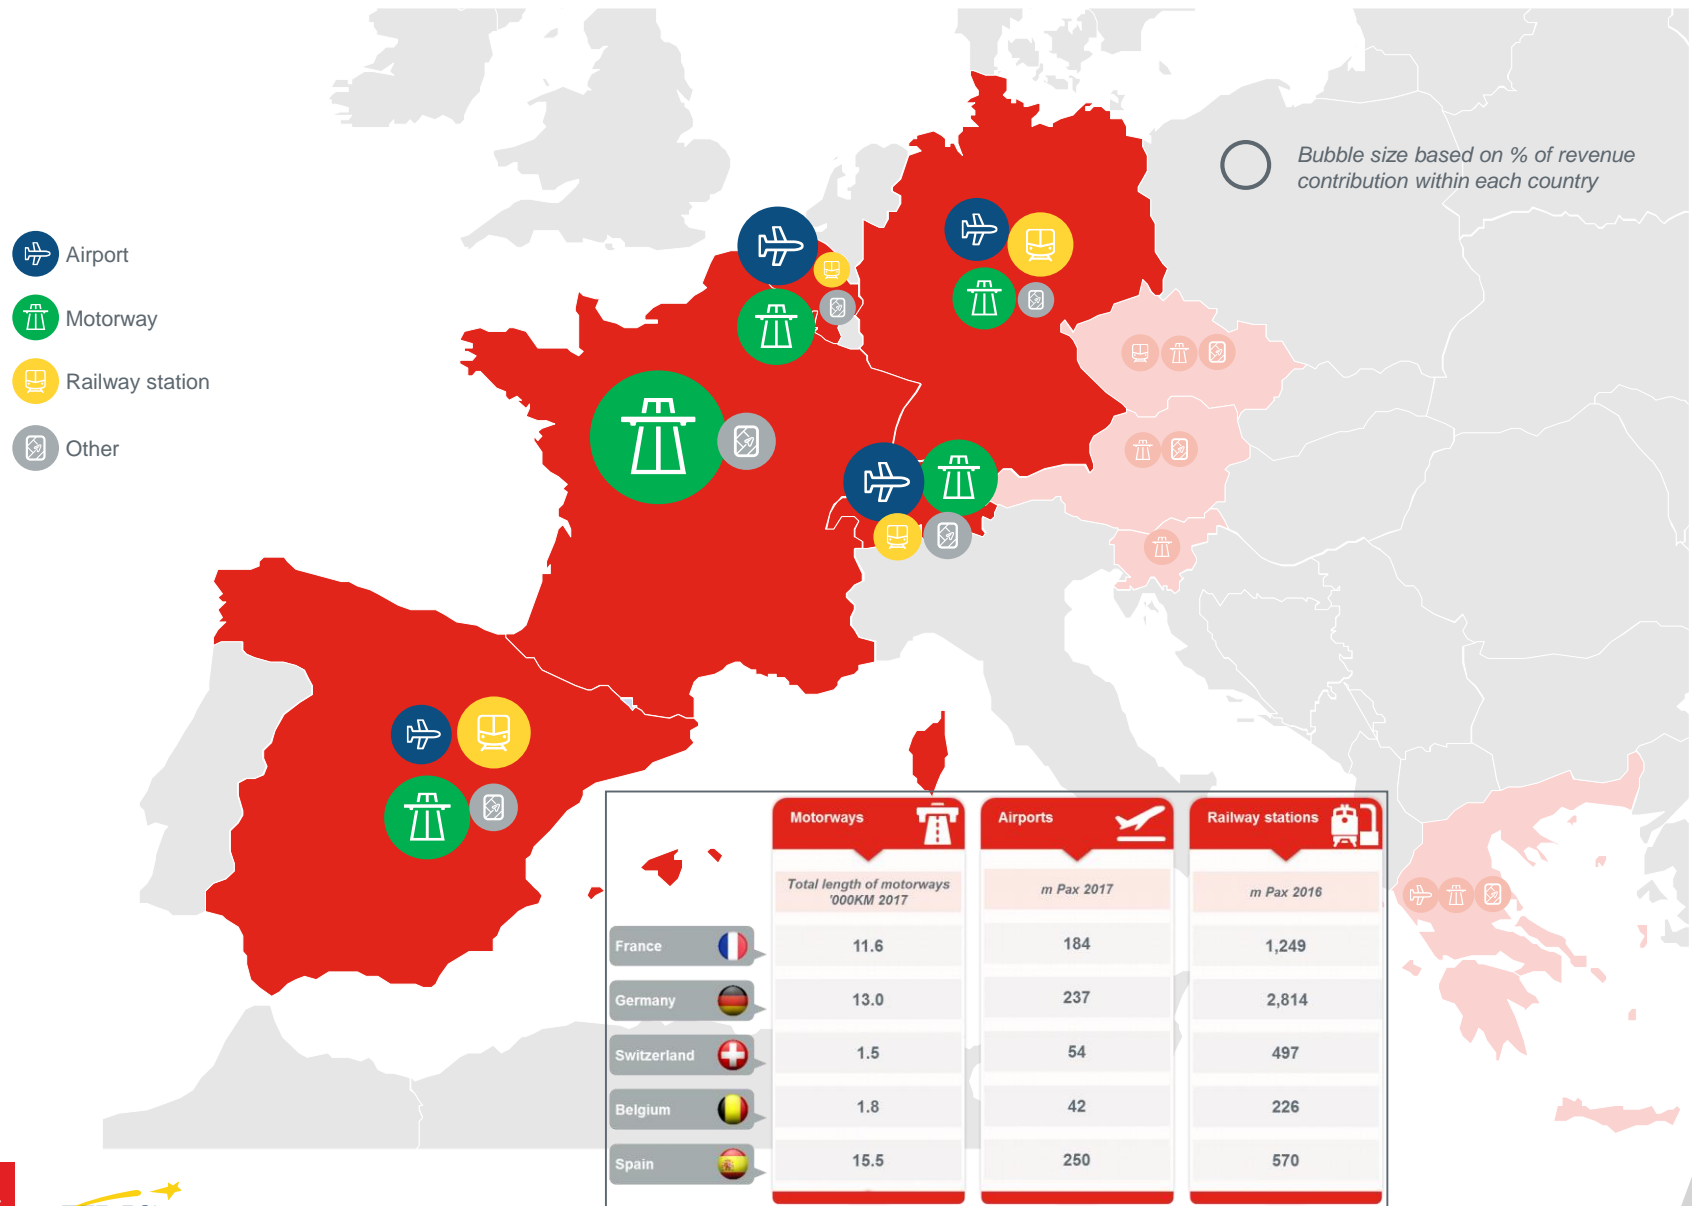 Bubble size based on % of revenue
contribution within each country
Airport
Motorway
Railway station
Other
Motorways
Airports
Railway stations
Total length of motorways
'000KM 2017
m Pax 2017
m Pax 2016
France
11.6
184
1,249
Germany
13.0
237
2,814
Switzerland
1.5
54
497
Belgium
1.8
42
226
Spain
15.5
250
570